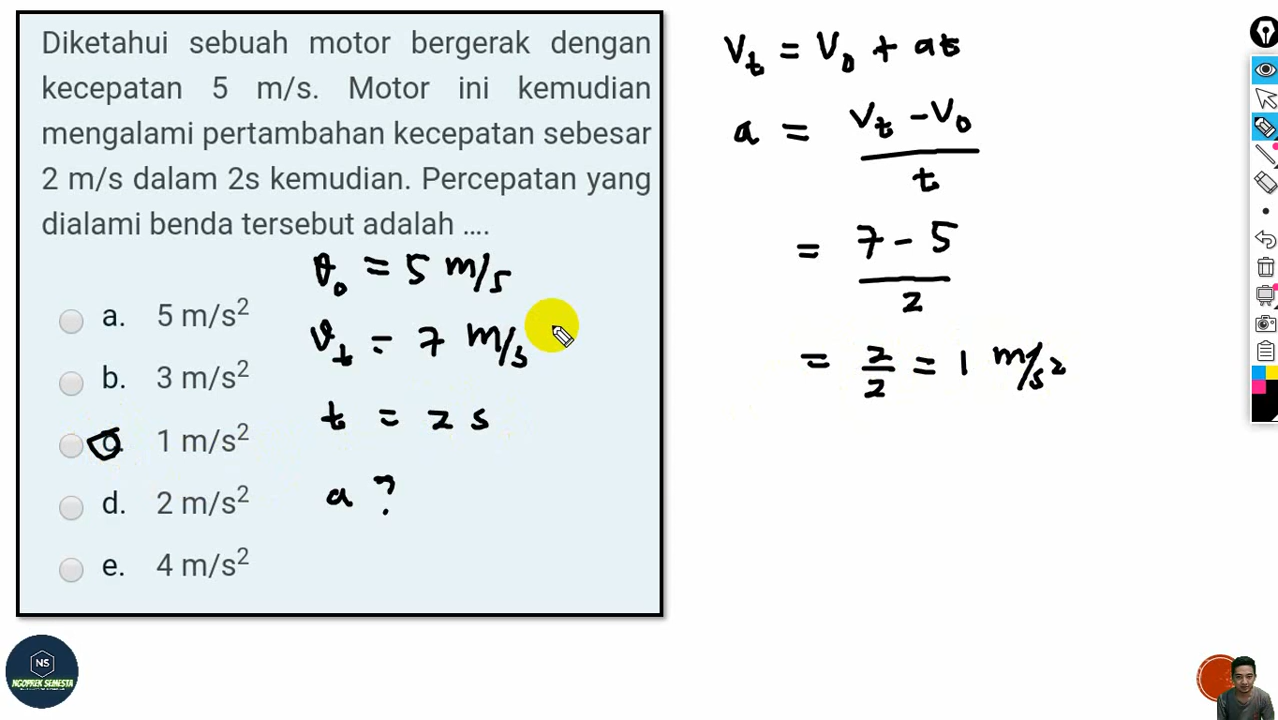 Diketahui sebuah motor bergerak dengan
kecepatan 5 m/s. Motor ini kemudian
mengalami pertambahan kecepatan sebesar
2 m/s dalam 2s kemudian. Percepatan yang
dialami benda tersebut adalah ....
a. 5 m/s²
b. 3 m/s²
c. 1 m/s²
d. 2 m/s²
e. 4 m/s²
v₀ = 5 m/s
vₜ = 7 m/s
t = 2 s
a ?
Vₜ = V₀ + at
a = Vₜ - V₀
t
= 7 - 5
2
= 2/2 = 1 m/s²
NS
NGOPREK SEMESTA